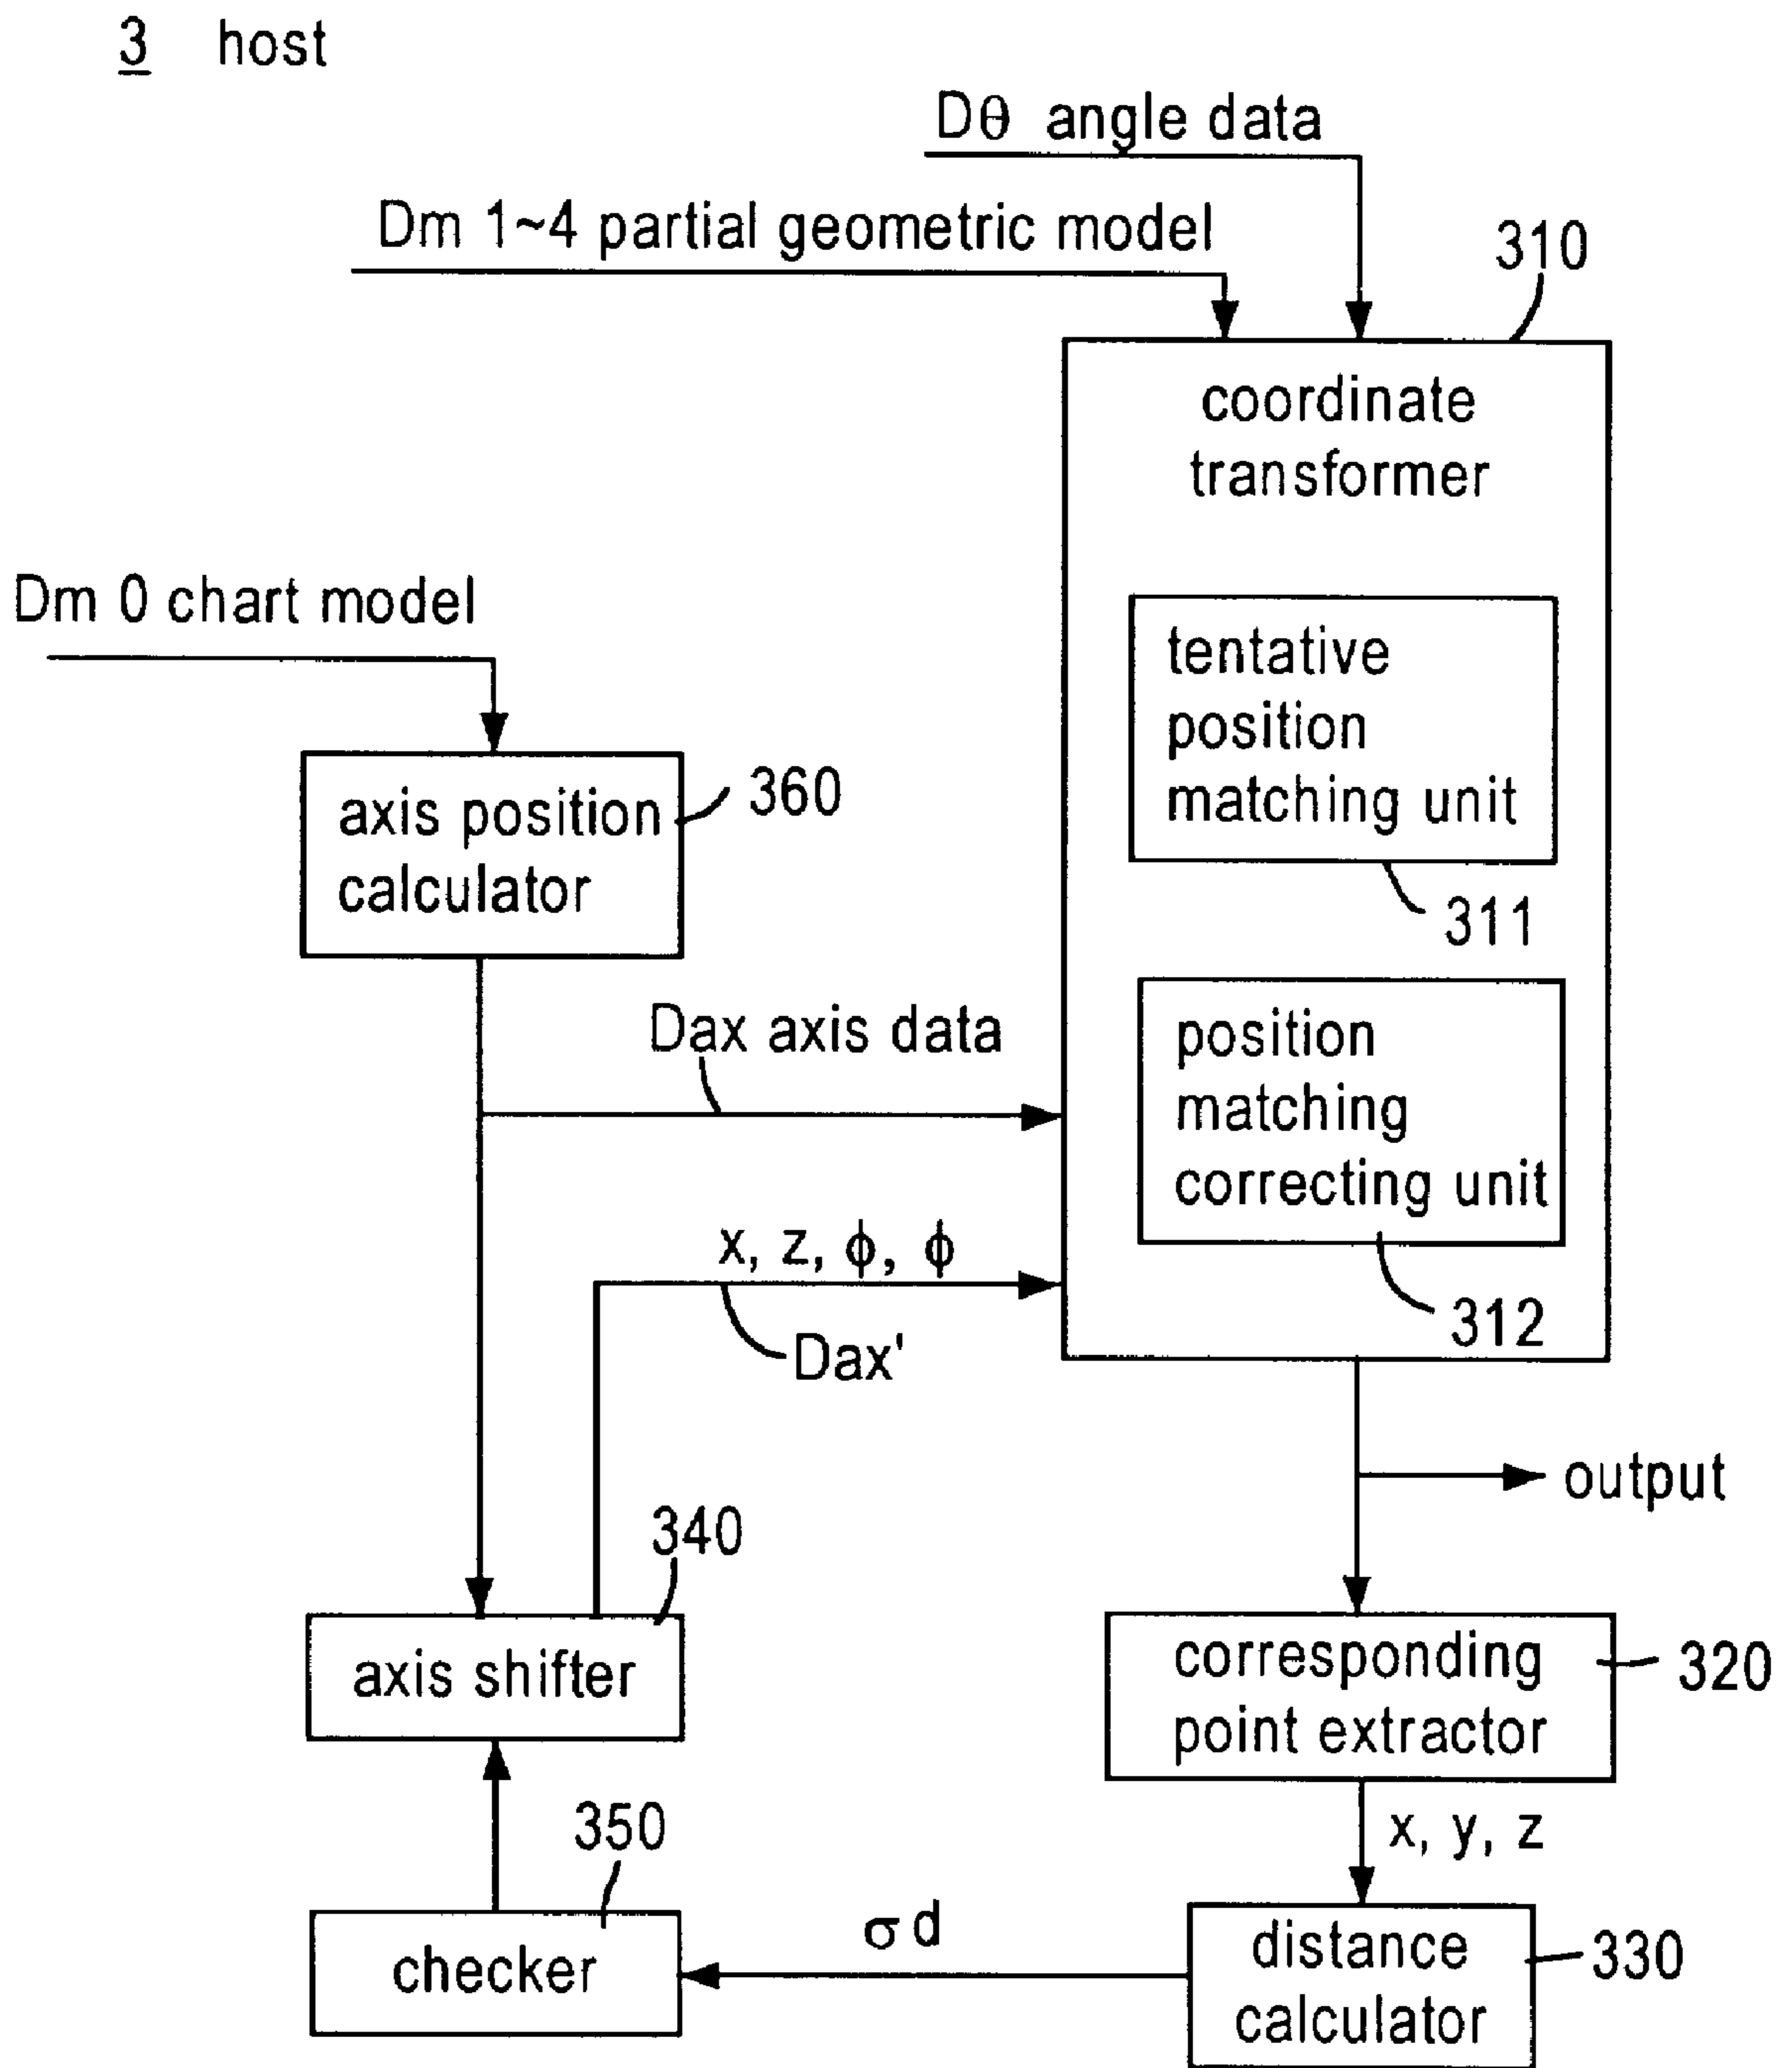 3 host
Dθ angle data
Dm 1~4 partial geometric model
310
coordinate
transformer
Dm 0 chart model
tentative
position
matching unit
311
axis position
calculator
360
Dax axis data
position
matching
correcting unit
312
x, z, ϕ, ϕ
Dax'
output
340
axis shifter
corresponding
point extractor
320
x, y, z
350
checker
σd
distance
calculator
330